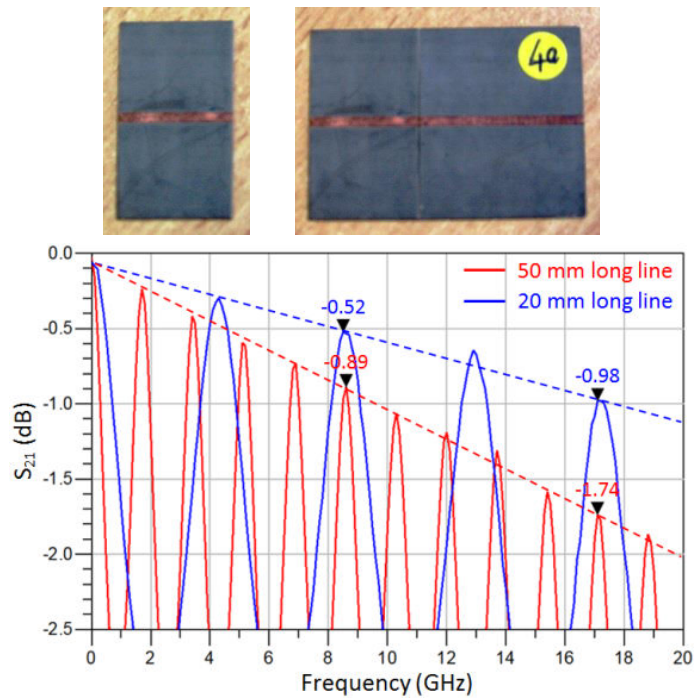 4a
0.0
-0.5
-1.0
-1.5
-2.0
-2.5
S21 (dB)
50 mm long line
20 mm long line
-0.52
-0.89
-0.98
-1.74
0 2 4 6 8 10 12 14 16 18 20
Frequency (GHz)